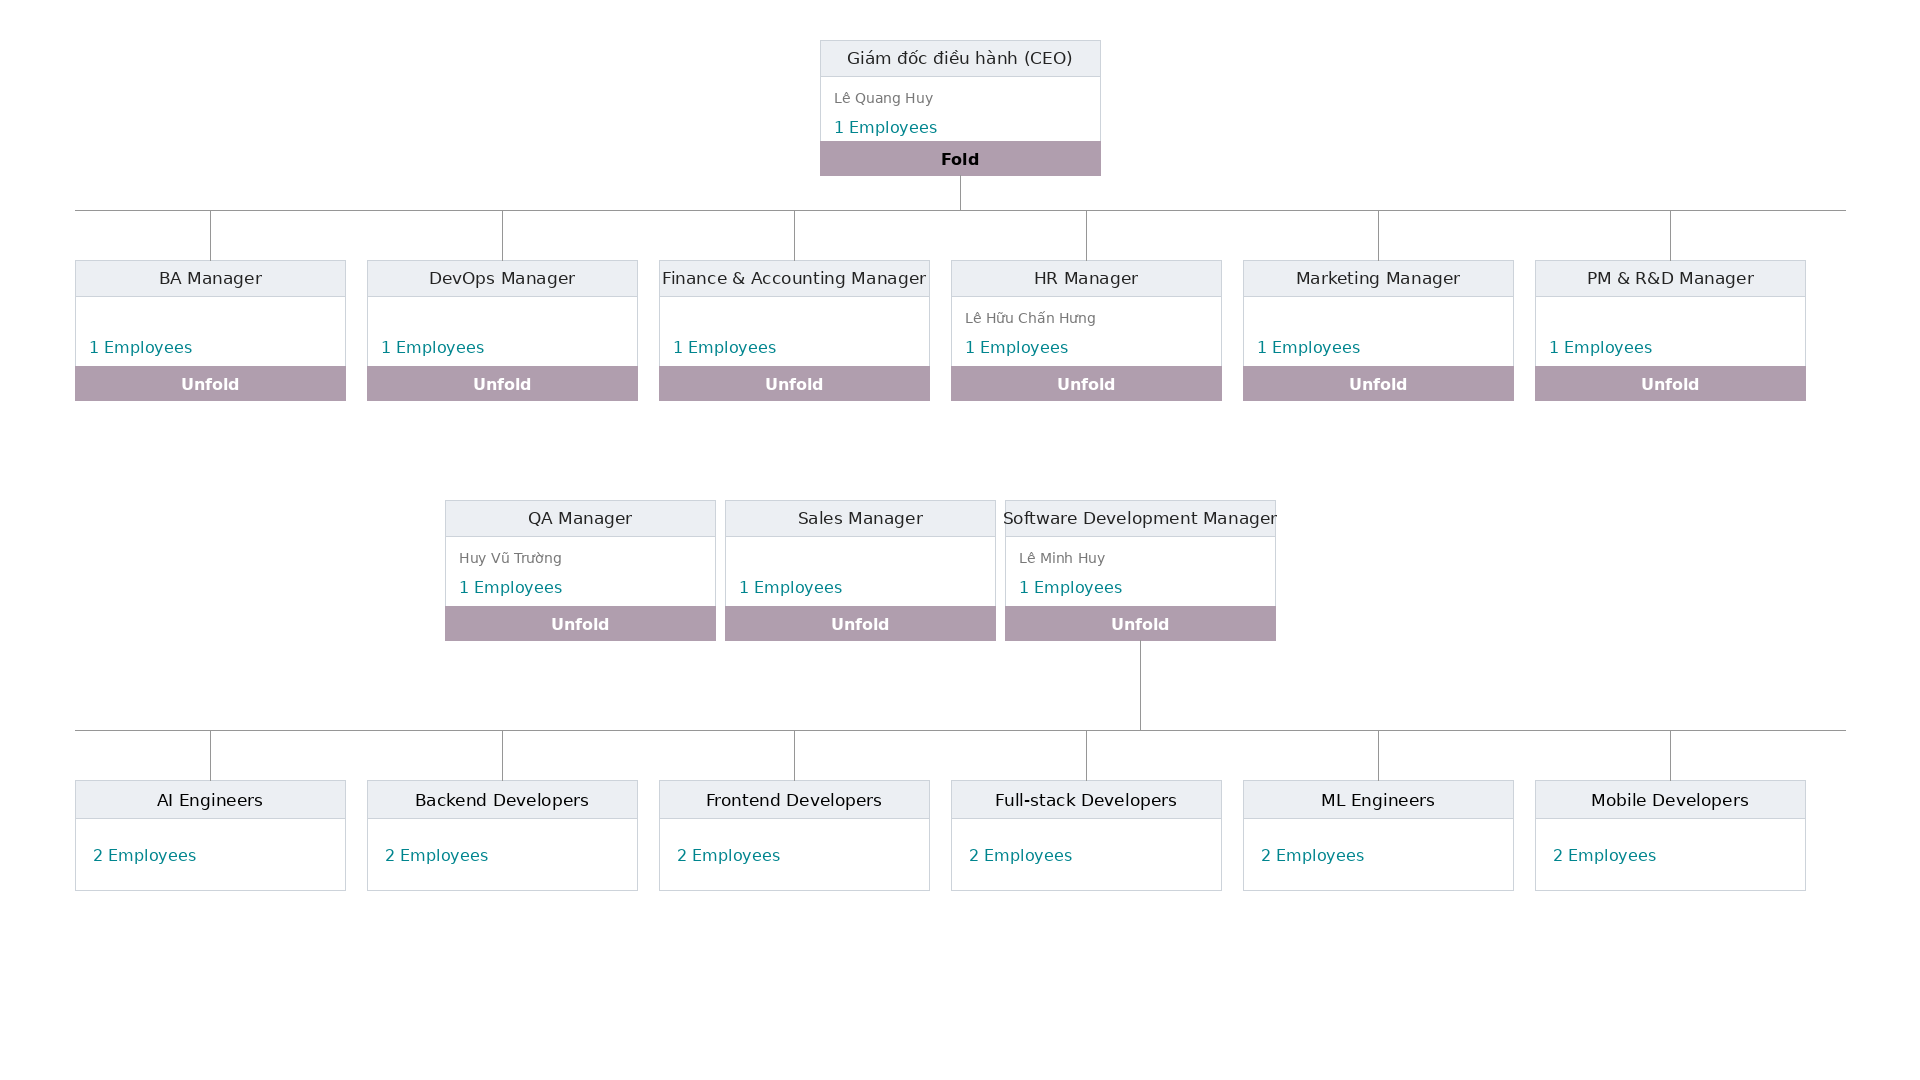 Giám đốc điều hành (CEO)
Lê Quang Huy
1 Employees
Fold
BA Manager
1 Employees
Unfold
DevOps Manager
1 Employees
Unfold
Finance & Accounting Manager
1 Employees
Unfold
HR Manager
Lê Hữu Chấn Hưng
1 Employees
Unfold
Marketing Manager
1 Employees
Unfold
PM & R&D Manager
1 Employees
Unfold
QA Manager
Huy Vũ Trường
1 Employees
Unfold
Sales Manager
1 Employees
Unfold
Software Development Manager
Lê Minh Huy
1 Employees
Unfold
AI Engineers
2 Employees
Backend Developers
2 Employees
Frontend Developers
2 Employees
Full-stack Developers
2 Employees
ML Engineers
2 Employees
Mobile Developers
2 Employees